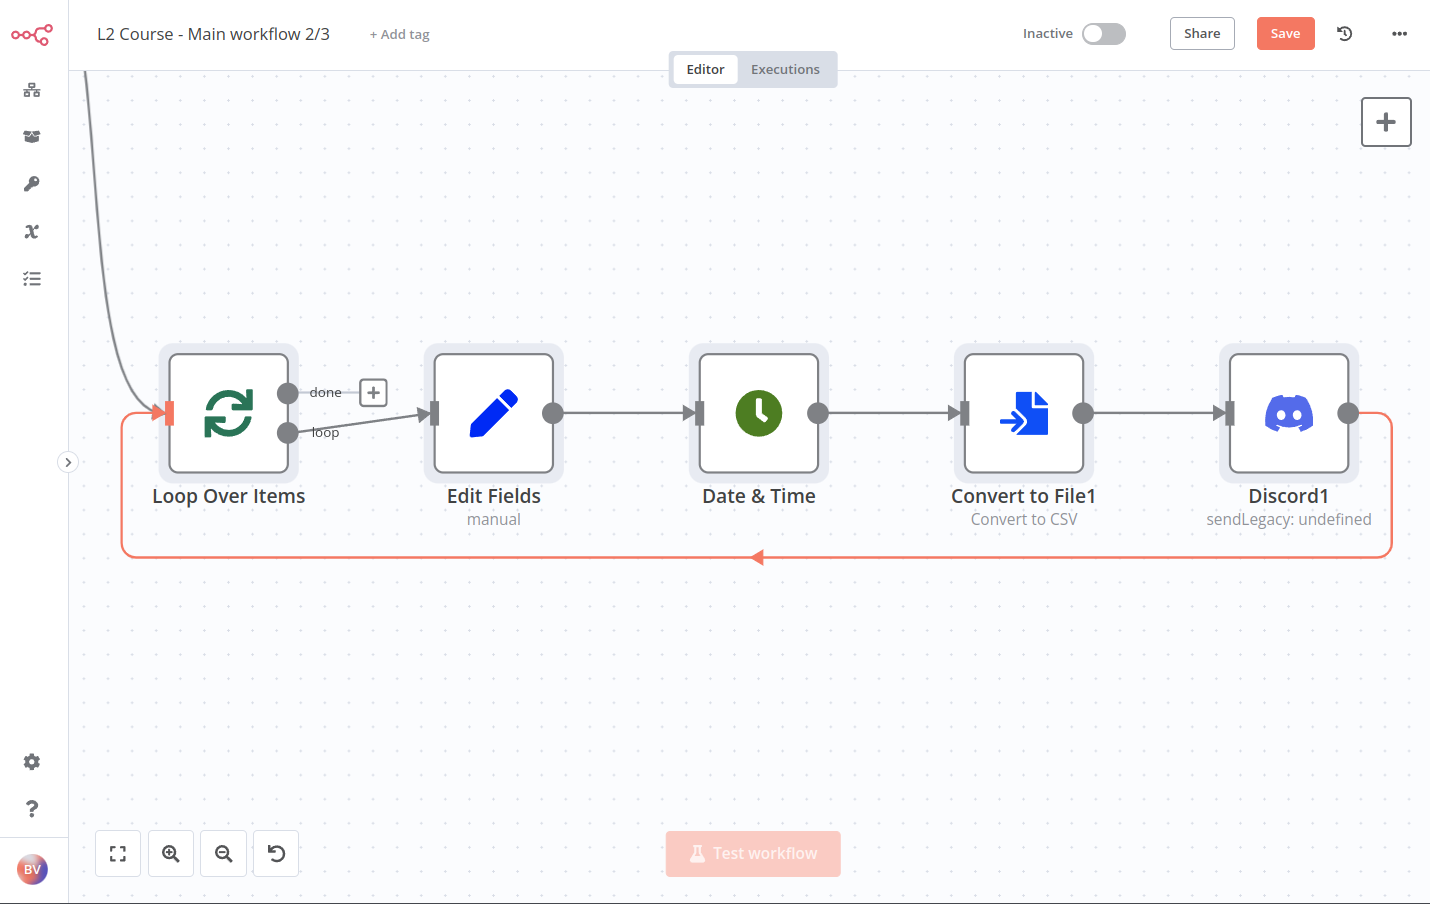 L2 Course - Main workflow 2/3
+ Add tag
Inactive
Share
Save
Editor
Executions
done
loop
Loop Over Items
Edit Fields
manual
Date & Time
Convert to File1
Convert to CSV
Discord1
sendLegacy: undefined
Test workflow
BV